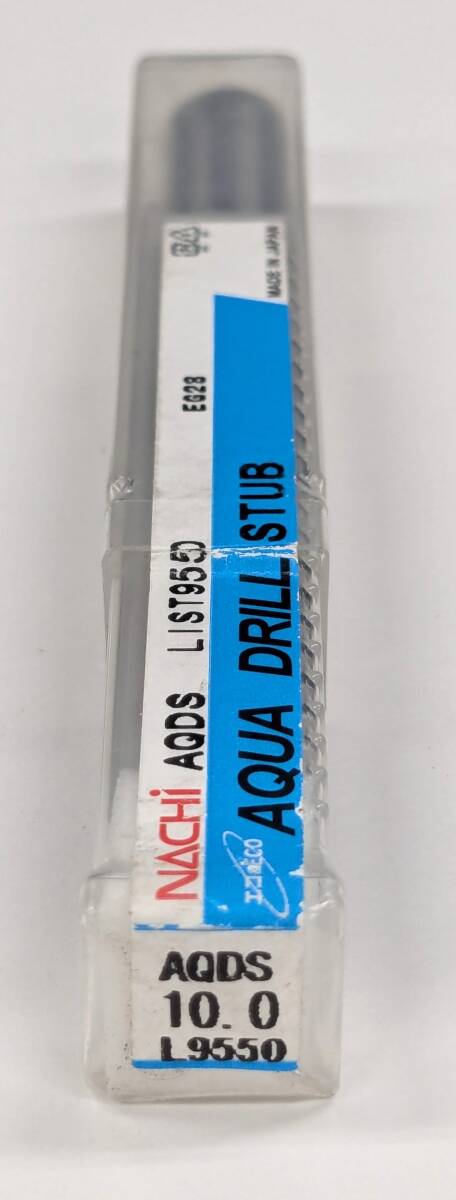 MADE IN JAPAN
EG28
NACHi AQDS LIST9550
AQUA DRILL STUB
AQDS
10.0
L9550